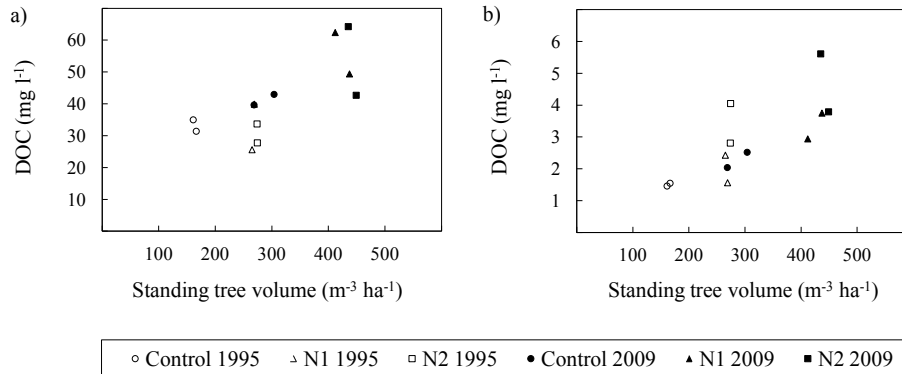 a)
DOC (mg l-1)
60
50
40
30
20
10
100 200 300 400 500
Standing tree volume (m-3 ha-1)
b)
DOC (mg l-1)
6
5
4
3
2
1
100 200 300 400 500
Standing tree volume (m-3 ha-1)
Control 1995 N1 1995 N2 1995 Control 2009 N1 2009 N2 2009